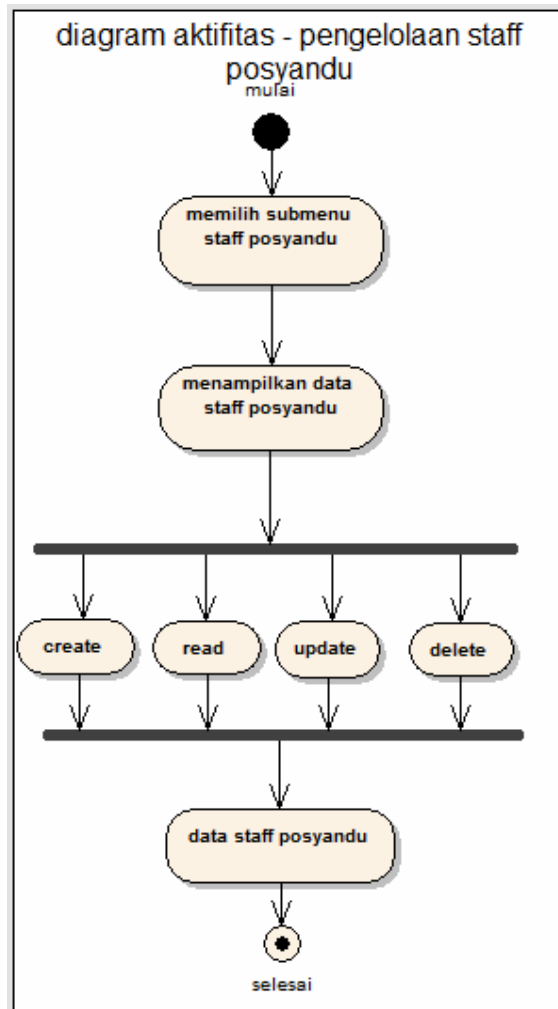 diagram aktifitas - pengelolaan staff
posyandu
mulai
memilih submenu
staff posyandu
menampilkan data
staff posyandu
create
read
update
delete
data staff posyandu
selesai